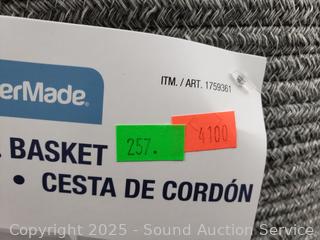 ITM. / ART. 1759361
erMade®
257.
4100
. BASKET
• CESTA DE CORDÓN
Copyright 2025 - Sound Auction Service